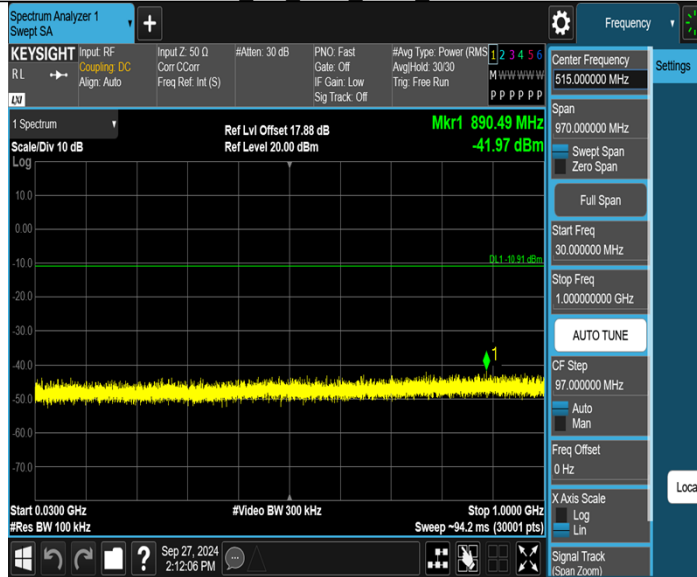 Spectrum Analyzer 1
Swept SA
Frequency
KEYSIGHT
RL
LXI
Input: RF
Coupling: DC
Align: Auto
Input Z: 50 Ω
Corr CCorr
Freq Ref: Int (S)
#Atten: 30 dB
PNO: Fast
Gate: Off
IF Gain: Low
Sig Track: Off
#Avg Type: Power (RMS
Avg|Hold: 30/30
Trig: Free Run
1 2 3 4 5 6
M W W W W W
P P P P P P
Center Frequency
515.000000 MHz
Settings
1 Spectrum
Scale/Div 10 dB
Log
Ref Lvl Offset 17.88 dB
Ref Level 20.00 dBm
Mkr1 890.49 MHz
-41.97 dBm
Span
970.000000 MHz
Swept Span
Zero Span
Full Span
10.0
0.00
-10.0
-20.0
-30.0
-40.0
-50.0
-60.0
-70.0
DL1 -10.91 dBm
1
Start Freq
30.000000 MHz
Stop Freq
1.000000000 GHz
AUTO TUNE
CF Step
97.000000 MHz
Auto
Man
Freq Offset
0 Hz
Loca
X Axis Scale
Log
Lin
Signal Track
(Span Zoom)
Start 0.0300 GHz
#Res BW 100 kHz
#Video BW 300 kHz
Stop 1.0000 GHz
Sweep ~94.2 ms (30001 pts)
?
Sep 27, 2024
2:12:06 PM